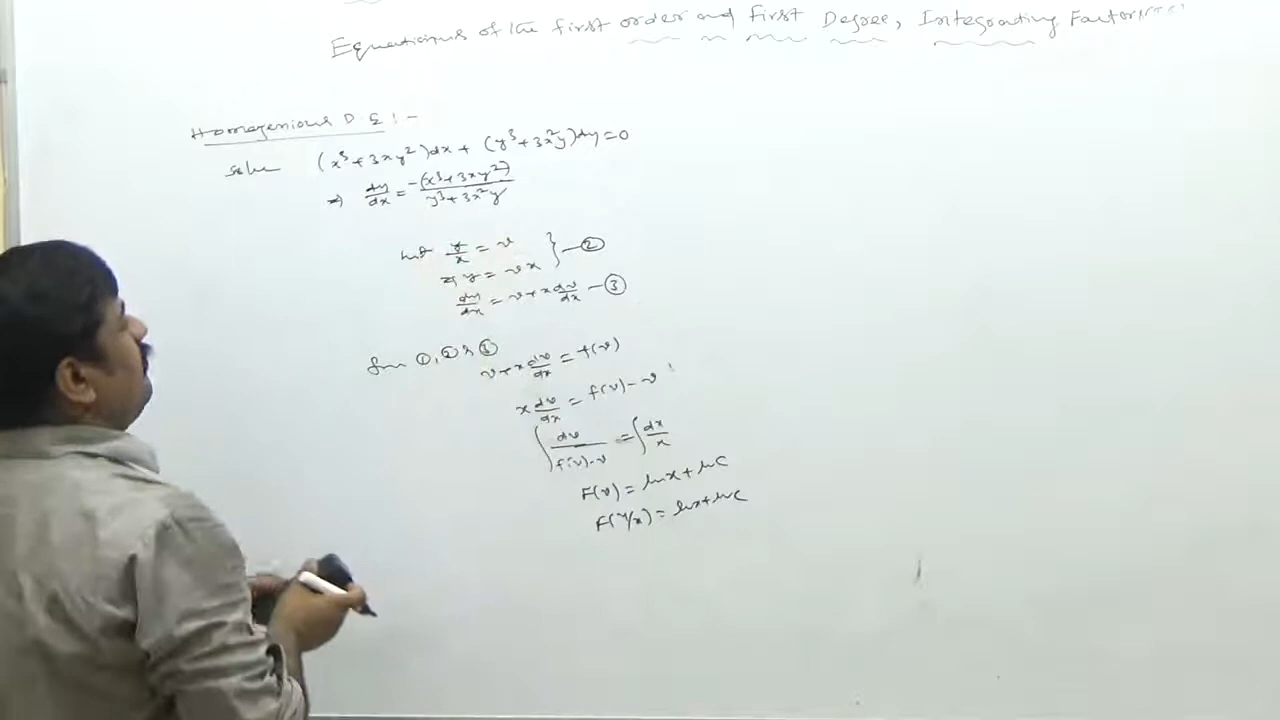 Equations of the first order and First Degree, Integrating Factor
Homogenious D E! -
Solve (x³ + 3xy²)dx + (y³ + 3x²y)dy = 0
⇒ dy/dx = -(x³ + 3xy²)/(y³ + 3x²y)
y/x = v
⇒ y = vx } — ②
dy/dx = v + x dv/dx — ③
from ①, ② & ③
v + x dv/dx = f(v)
x dv/dx = f(v) - v
∫ dv/(f(v) - v) = ∫ dx/x
F(v) = ln x + ln c
F(y/x) = ln x + ln c